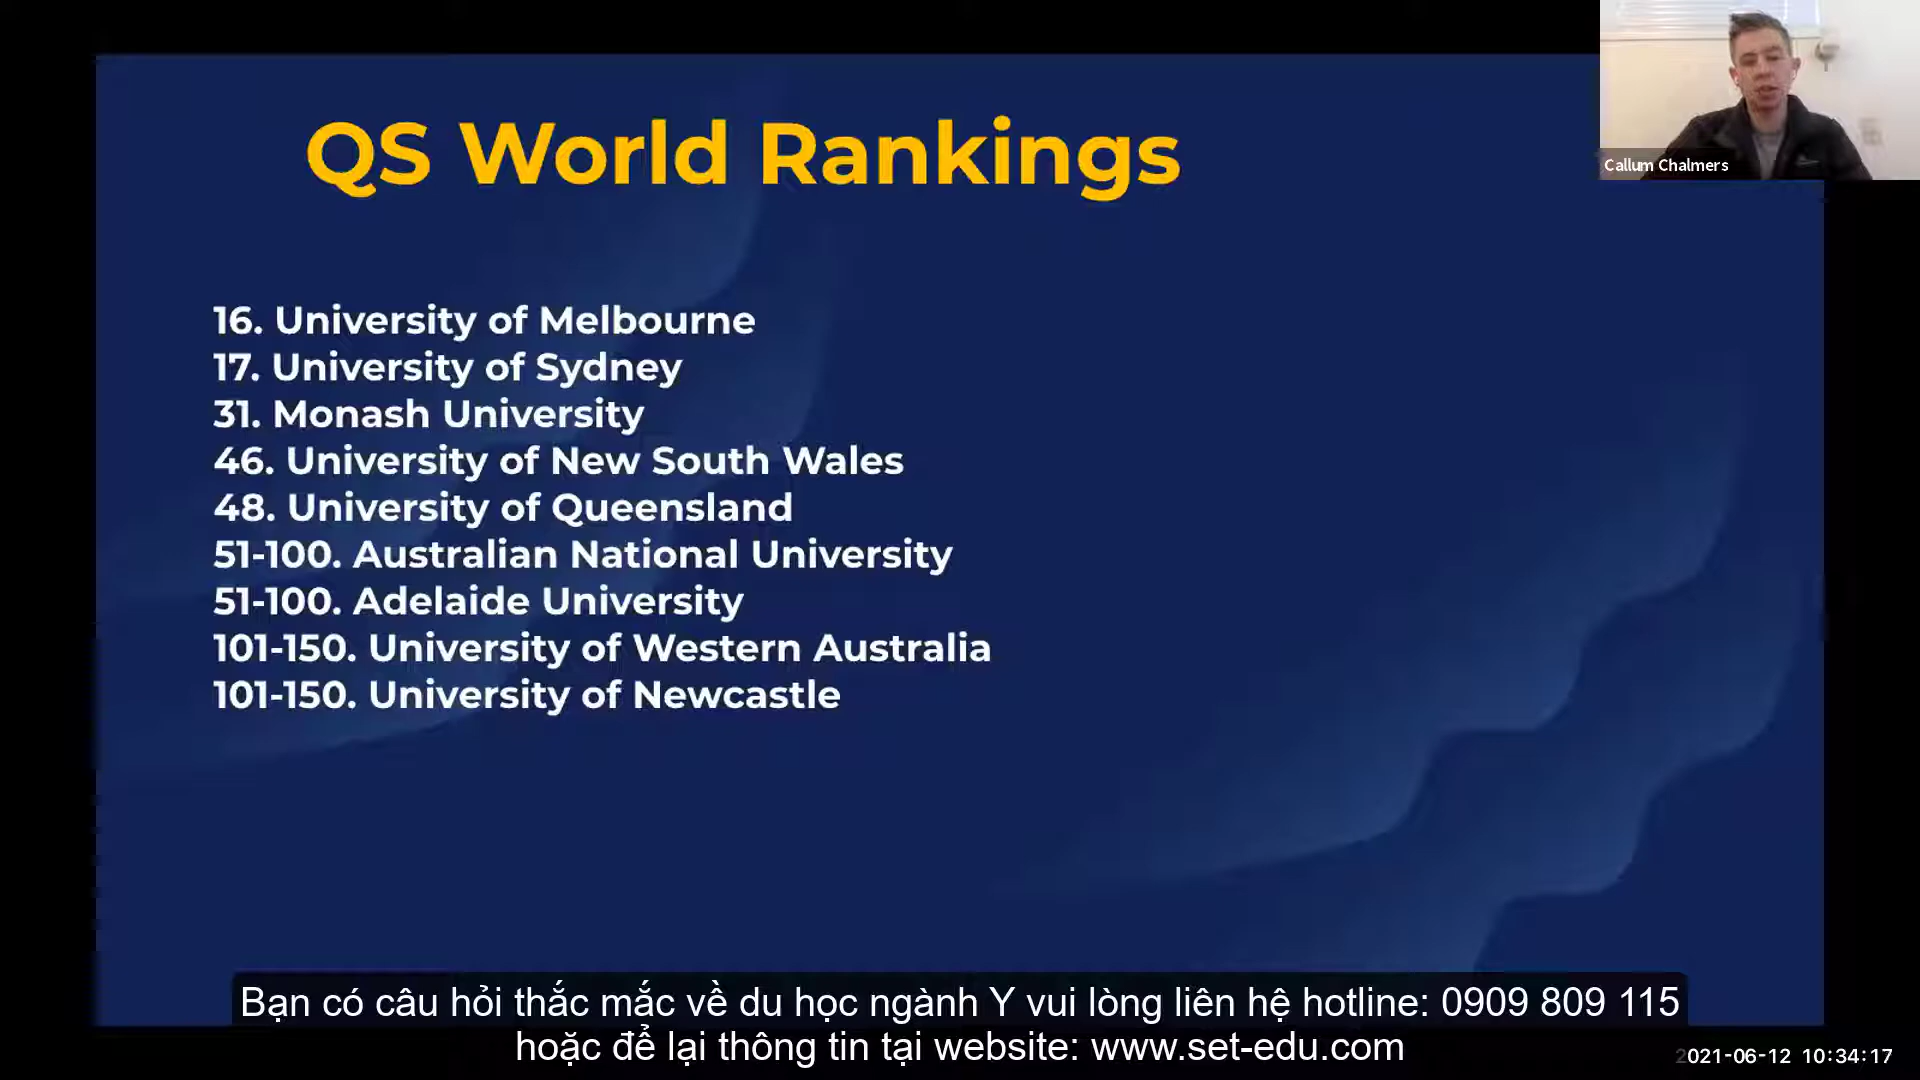 QS World Rankings
Callum Chalmers
16. University of Melbourne
17. University of Sydney
31. Monash University
46. University of New South Wales
48. University of Queensland
51-100. Australian National University
51-100. Adelaide University
101-150. University of Western Australia
101-150. University of Newcastle
Bạn có câu hỏi thắc mắc về du học ngành Y vui lòng liên hệ hotline: 0909 809 115
hoặc để lại thông tin tại website: www.set-edu.com
2021-06-12 10:34:17